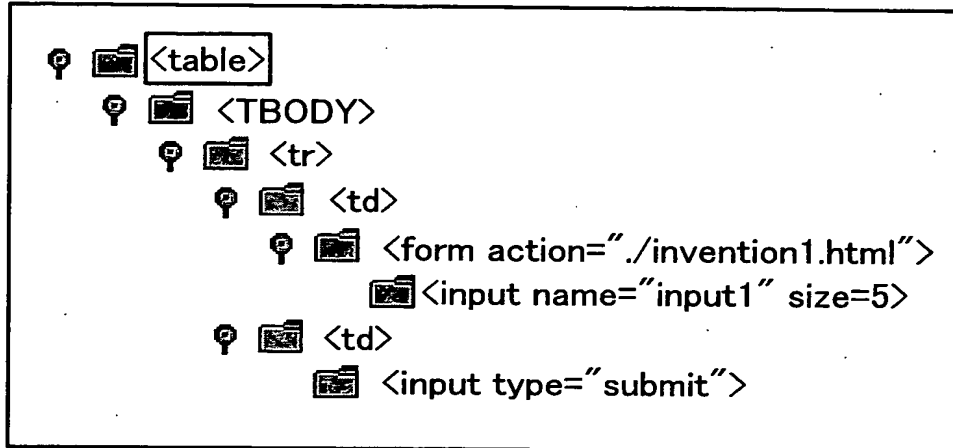 <table>
<TBODY>
<tr>
<td>
<form action="./invention1.html">
<input name="input1" size=5>
<td>
<input type="submit">